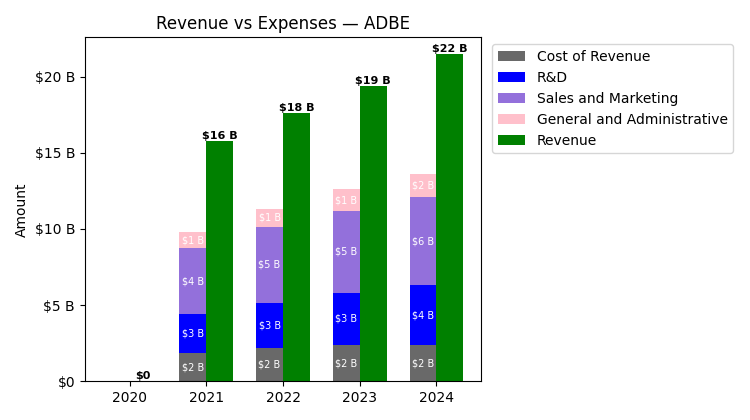 Revenue vs Expenses — ADBE
Cost of Revenue
R&D
Sales and Marketing
General and Administrative
Revenue
Amount
$20 B
$15 B
$10 B
$5 B
$0
$0
$16 B
$18 B
$19 B
$22 B
$1 B
$4 B
$3 B
$2 B
$1 B
$5 B
$3 B
$2 B
$1 B
$5 B
$3 B
$2 B
$2 B
$6 B
$4 B
$2 B
2020
2021
2022
2023
2024